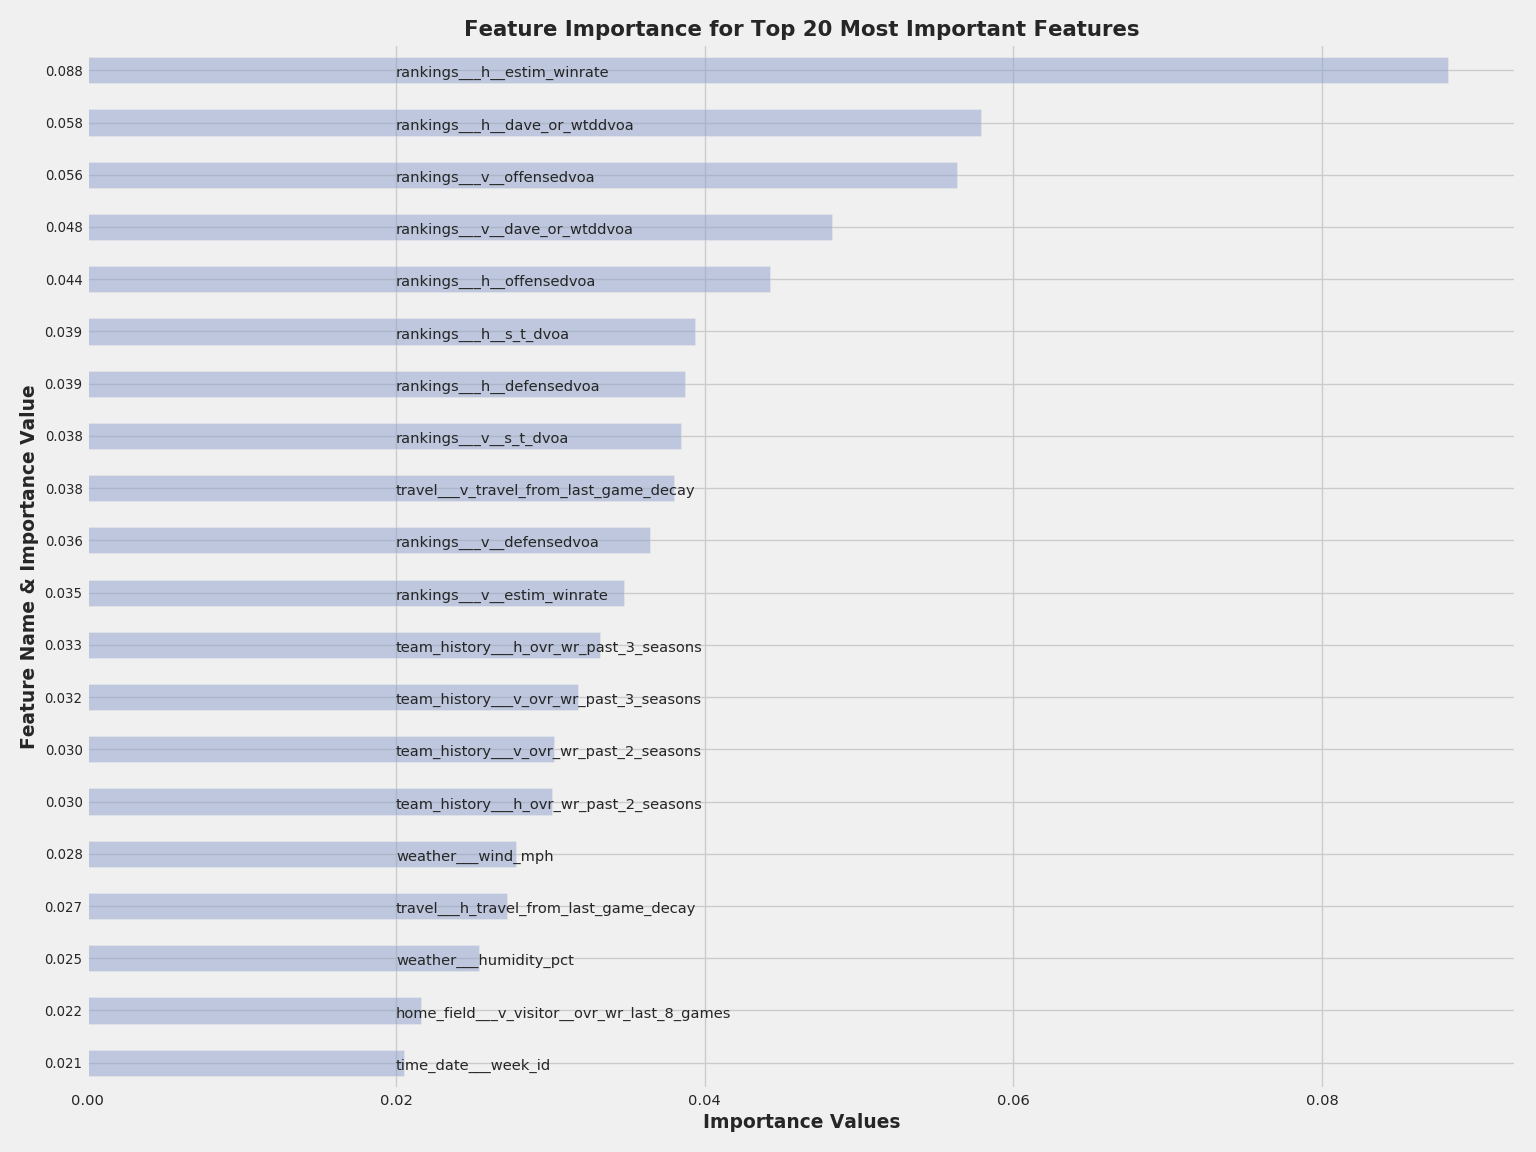 Feature Importance for Top 20 Most Important Features
0.088 rankings___h__estim_winrate
0.058 rankings___h__dave_or_wtddvoa
0.056 rankings___v__offensedvoa
0.048 rankings___v__dave_or_wtddvoa
0.044 rankings___h__offensedvoa
0.039 rankings___h__s_t_dvoa
0.039 rankings___h__defensedvoa
0.038 rankings___v__s_t_dvoa
0.038 travel___v_travel_from_last_game_decay
0.036 rankings___v__defensedvoa
0.035 rankings___v__estim_winrate
0.033 team_history___h_ovr_wr_past_3_seasons
0.032 team_history___v_ovr_wr_past_3_seasons
0.030 team_history___v_ovr_wr_past_2_seasons
0.030 team_history___h_ovr_wr_past_2_seasons
0.028 weather___wind_mph
0.027 travel___h_travel_from_last_game_decay
0.025 weather___humidity_pct
0.022 home_field___v_visitor__ovr_wr_last_8_games
0.021 time_date___week_id
Feature Name & Importance Value
0.00 0.02 0.04 0.06 0.08
Importance Values